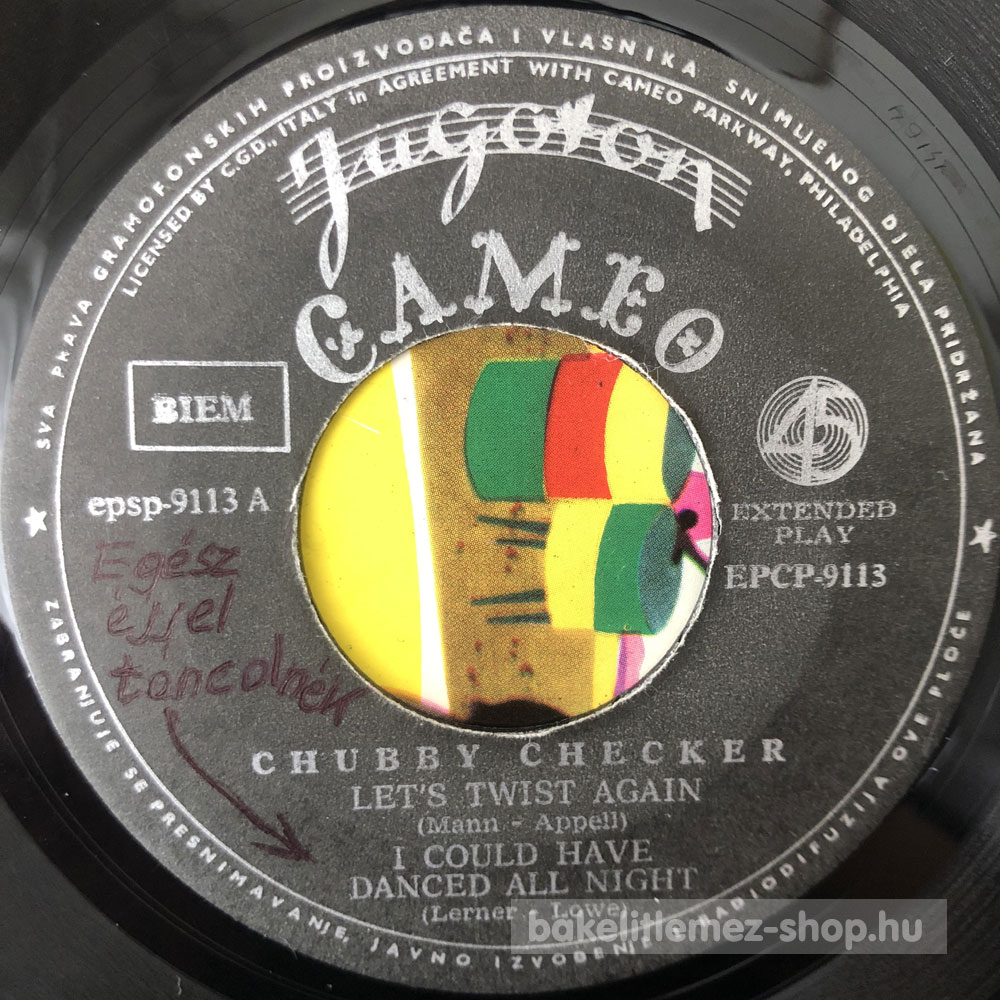 SVA PRAVA GRAMOFONSKIH PROIZVOĐAČA I VLASNIKA SNIMLJENOG DJELA PRIDRŽANA
LICENSED BY C.G.D., ITALY in AGREEMENT WITH CAMEO PARKWAY, PHILADELPHIA
Jugoton
CAMEO
BIEM
45
epsp-9113 A
EXTENDED
PLAY
EPCP-9113
Egész
éjjel
táncolnék
CHUBBY CHECKER
LET'S TWIST AGAIN
(Mann - Appell)
I COULD HAVE
DANCED ALL NIGHT
(Lerner - Lowe)
ZABRANJUJE SE PRESNIMAVANJE, JAVNO IZVOĐENJE I RADIODIFUZIJA OVE PLOČE
bakelitlemez-shop.hu